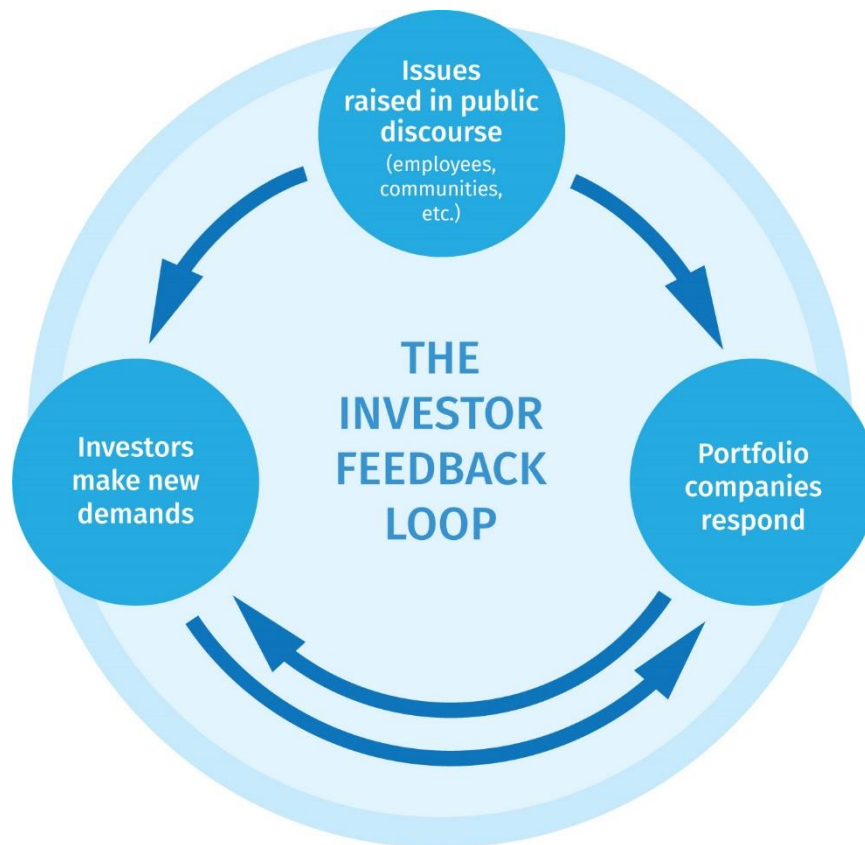 Issues
raised in public
discourse
(employees,
communities,
etc.)
THE
INVESTOR
FEEDBACK
LOOP
Investors
make new
demands
Portfolio
companies
respond